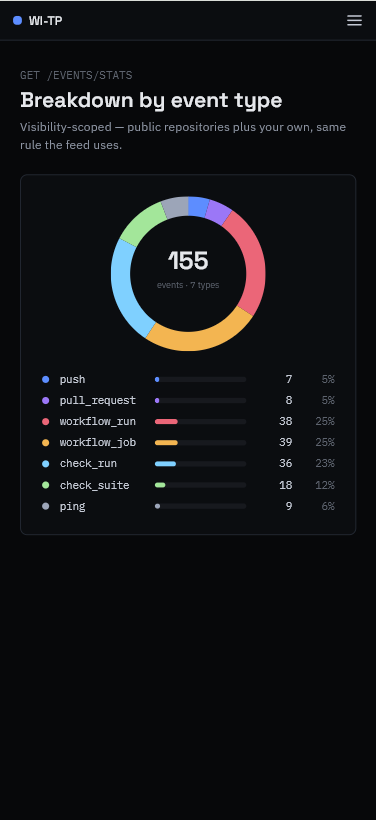 WI-TP
GET /EVENTS/STATS
Breakdown by event type
Visibility-scoped — public repositories plus your own, same
rule the feed uses.
155
events · 7 types
push 7 5%
pull_request 8 5%
workflow_run 38 25%
workflow_job 39 25%
check_run 36 23%
check_suite 18 12%
ping 9 6%